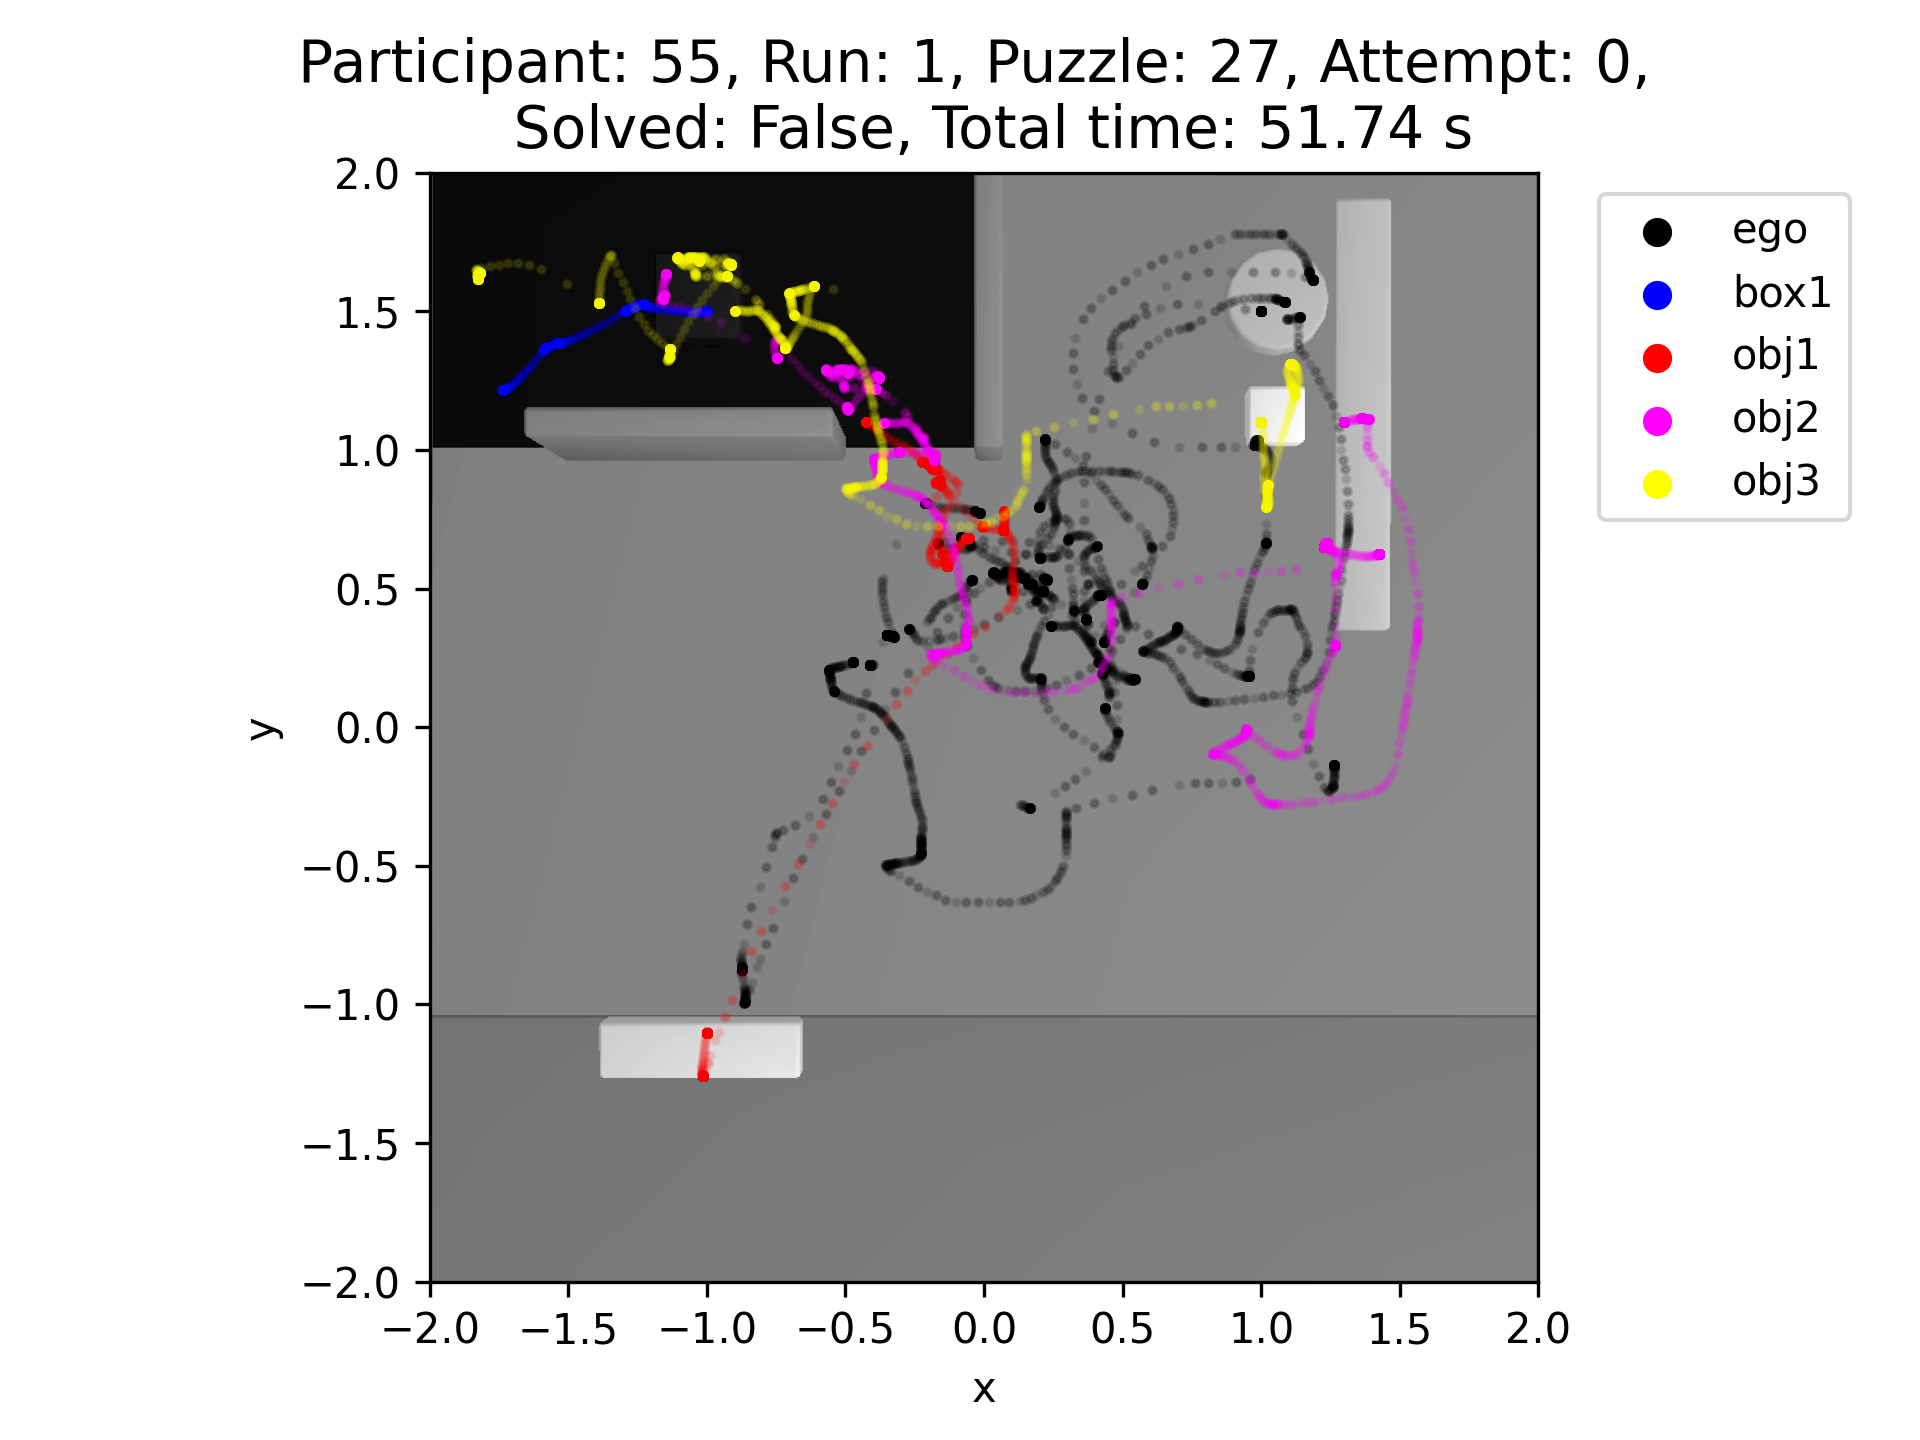 Participant: 55, Run: 1, Puzzle: 27, Attempt: 0,
Solved: False, Total time: 51.74 s
ego
box1
obj1
obj2
obj3
2.0
1.5
1.0
0.5
0.0
−0.5
−1.0
−1.5
−2.0
y
−2.0 −1.5 −1.0 −0.5 0.0 0.5 1.0 1.5 2.0
x